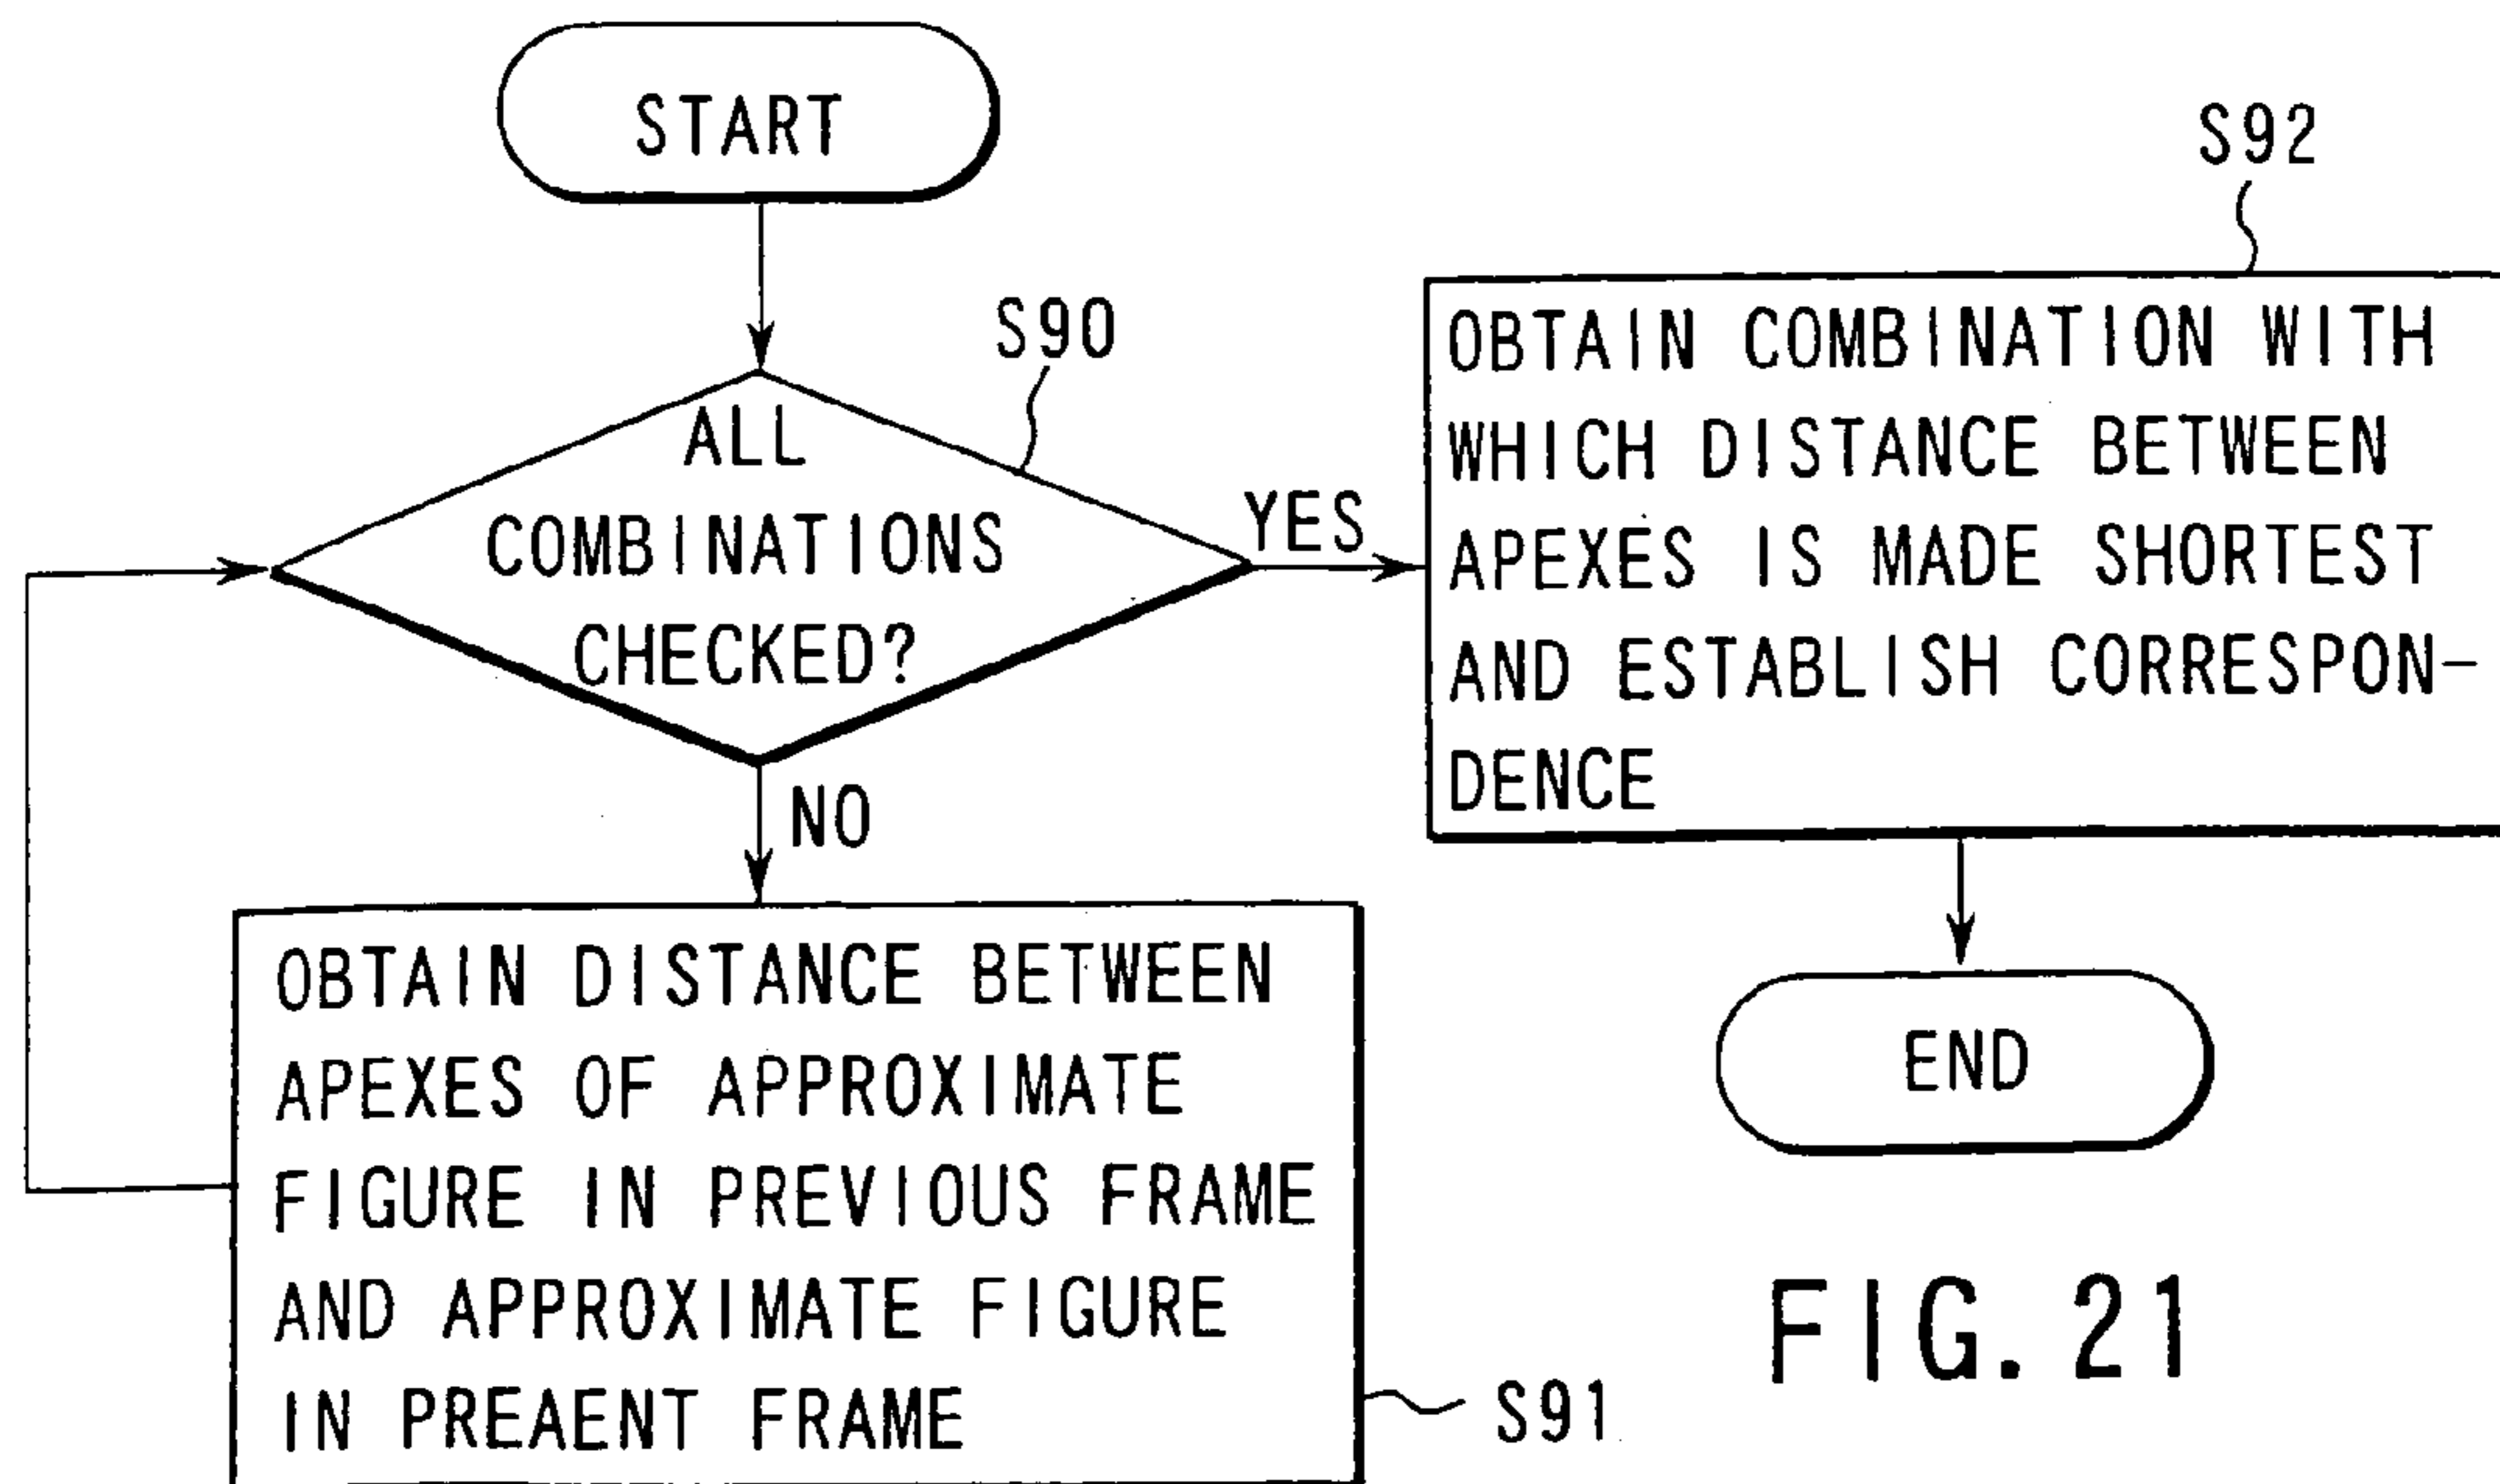 START
S90
ALL
COMBINATIONS
CHECKED?
YES
NO
S92
OBTAIN COMBINATION WITH
WHICH DISTANCE BETWEEN
APEXES IS MADE SHORTEST
AND ESTABLISH CORRESPON-
DENCE
END
OBTAIN DISTANCE BETWEEN
APEXES OF APPROXIMATE
FIGURE IN PREVIOUS FRAME
AND APPROXIMATE FIGURE
IN PREAENT FRAME
S91
FIG. 21